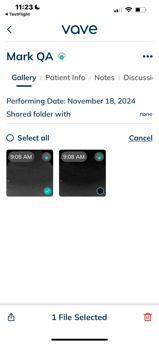 11:23
TestFlight
vave
Mark QA
Gallery Patient Info Notes Discussi
Performing Date: November 18, 2024
Shared folder with none
Select all Cancel
9:08 AM 9:08 AM
1 File Selected